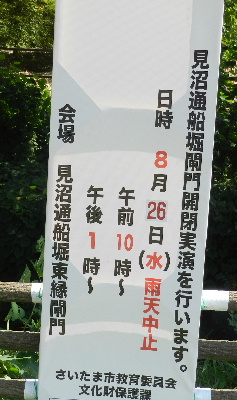 見沼通船堀閘門開閉実演を行います。
日時 8月26日(水)雨天中止
午前10時〜
午後1時〜
会場 見沼通船堀東縁閘門
さいたま市教育委員会
文化財保護課